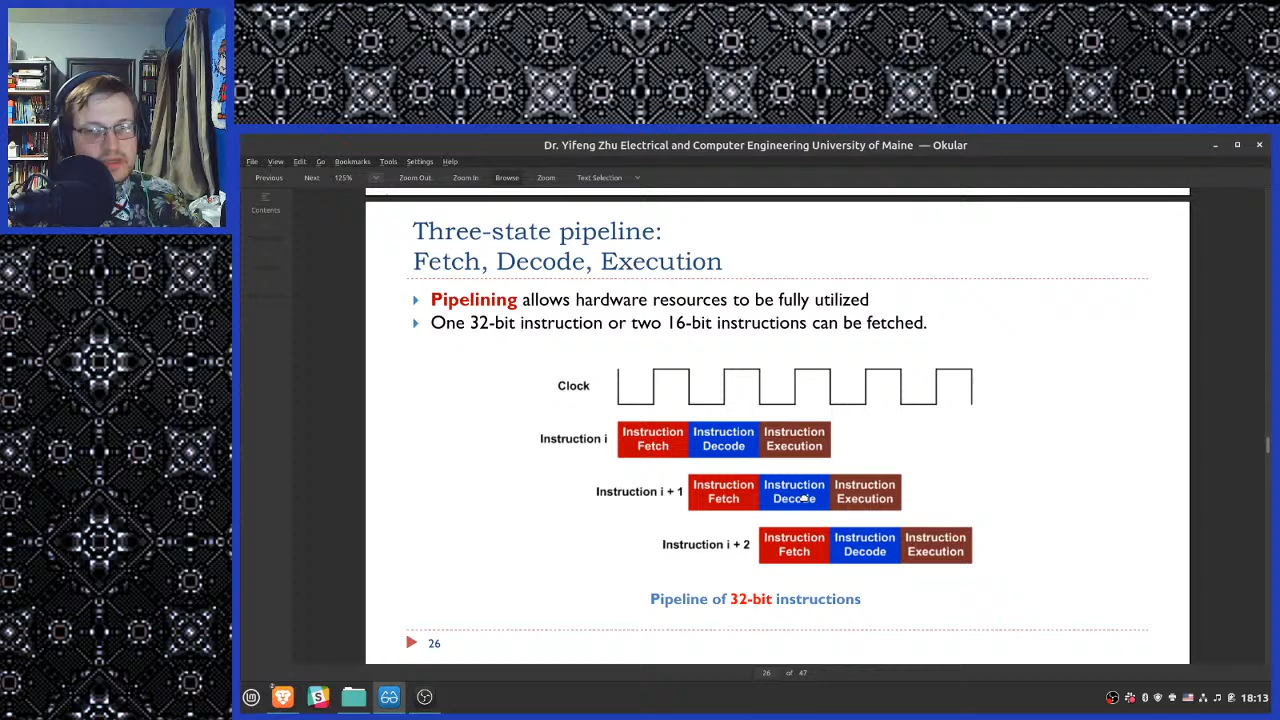 Dr. Yifeng Zhu Electrical and Computer Engineering University of Maine — Okular
File View Edit Go Bookmarks Tools Settings Help
Previous Next 125% Zoom Out Zoom In Browse Zoom Text Selection
Contents
Three-state pipeline:
Fetch, Decode, Execution
Pipelining allows hardware resources to be fully utilized
One 32-bit instruction or two 16-bit instructions can be fetched.
Clock
Instruction i
Instruction Fetch
Instruction Decode
Instruction Execution
Instruction i + 1
Instruction Fetch
Instruction Decode
Instruction Execution
Instruction i + 2
Instruction Fetch
Instruction Decode
Instruction Execution
Pipeline of 32-bit instructions
26
26 of 47
18:13